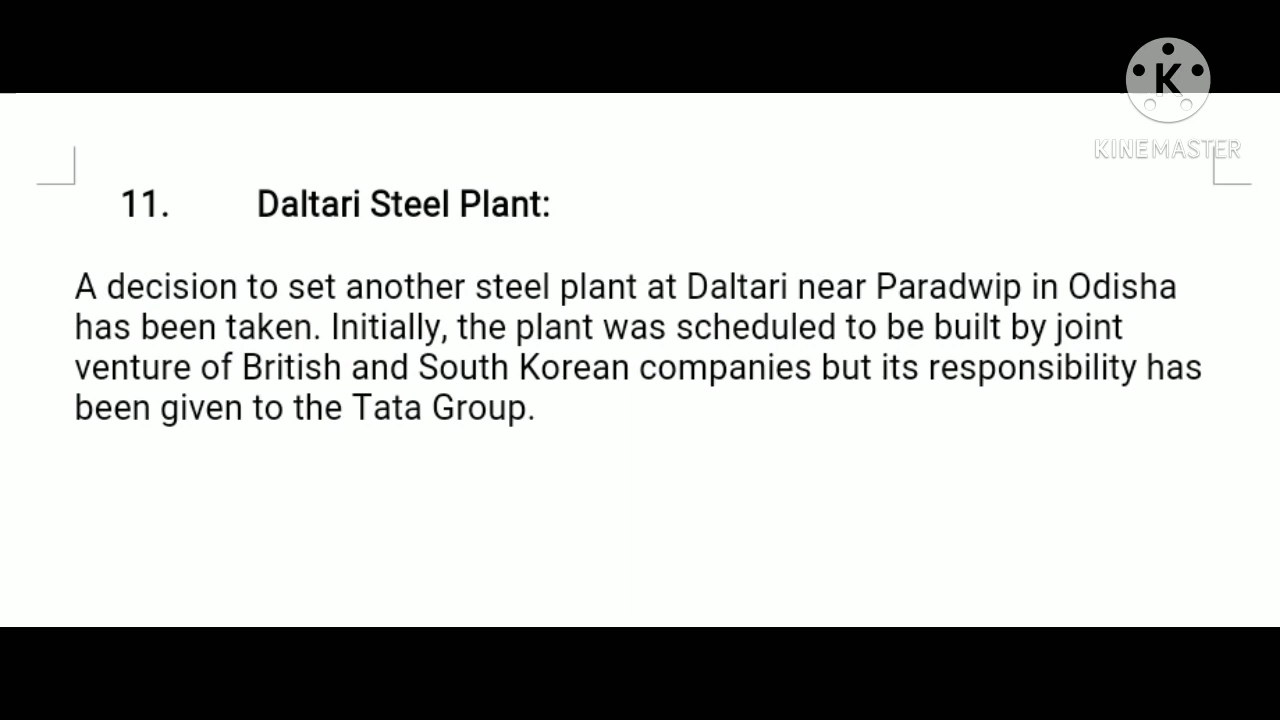 K
KINEMASTER
11. Daltari Steel Plant:
A decision to set another steel plant at Daltari near Paradwip in Odisha
has been taken. Initially, the plant was scheduled to be built by joint
venture of British and South Korean companies but its responsibility has
been given to the Tata Group.